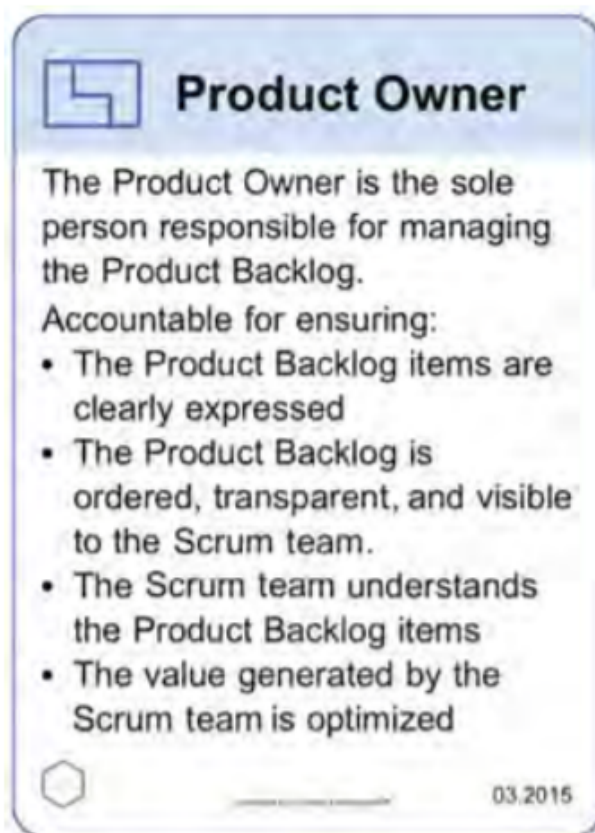 Product Owner
The Product Owner is the sole
person responsible for managing
the Product Backlog.
Accountable for ensuring:
• The Product Backlog items are
clearly expressed
• The Product Backlog is
ordered, transparent, and visible
to the Scrum team.
• The Scrum team understands
the Product Backlog items
• The value generated by the
Scrum team is optimized
03.2015